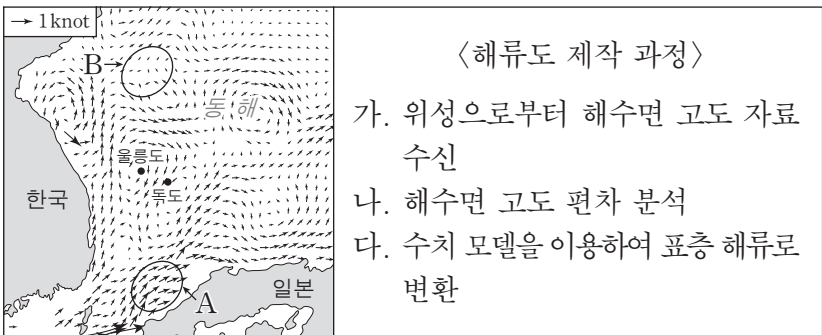 → 1 knot
B→
동 해
울릉도
독도
한국
A
일본
〈해류도 제작 과정〉
가. 위성으로부터 해수면 고도 자료
수신
나. 해수면 고도 편차 분석
다. 수치 모델을 이용하여 표층 해류로
변환